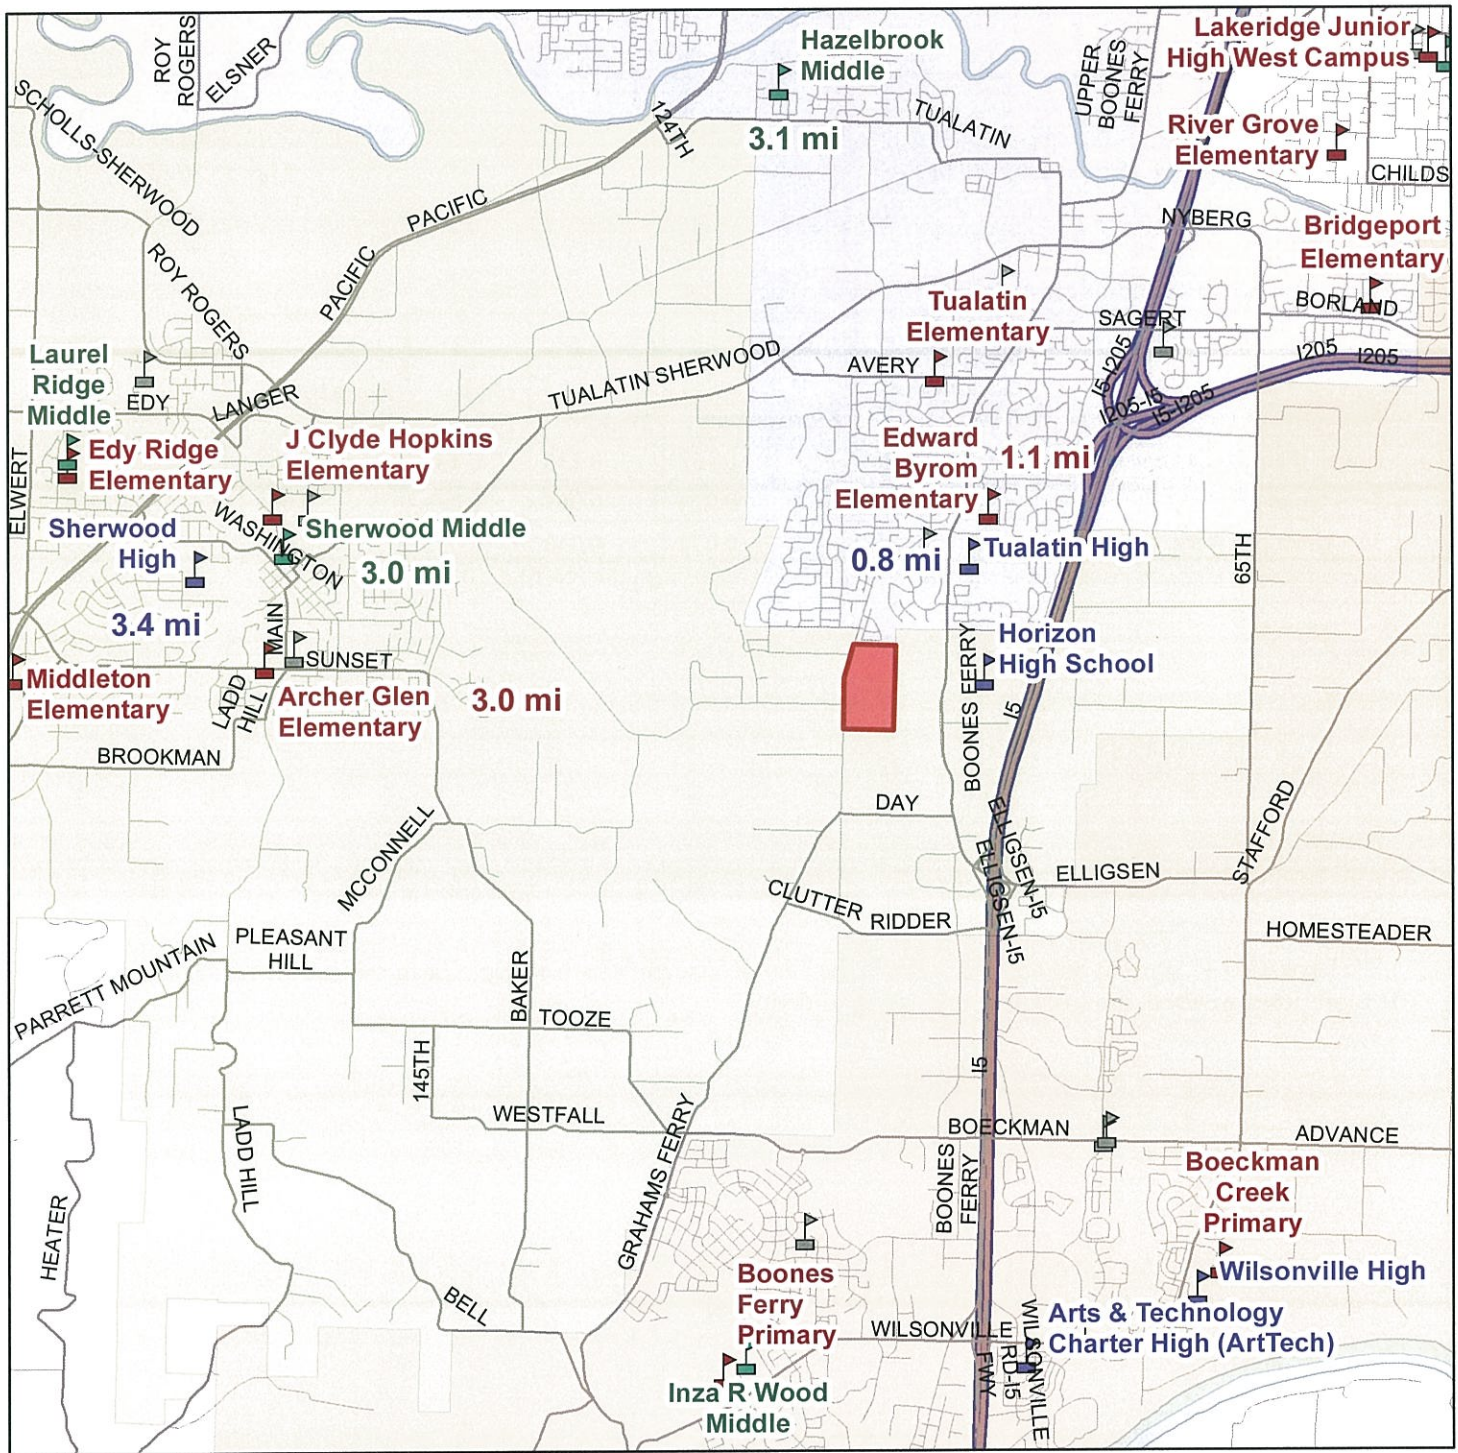 ROY
ROGERS
ELSNER
SCHOLLS-SHERWOOD
124TH
Hazelbrook
Middle
3.1 mi
TUALATIN
UPPER
BOONES
FERRY
Lakeridge Junior
High West Campus
River Grove
Elementary
CHILDS
PACIFIC
PACIFIC
ROY ROGERS
NYBERG
Bridgeport
Elementary
BORLAND
Tualatin
Elementary
SAGERT
I205
I205
I5-I205
I205-I5
I5-I205
Laurel
Ridge
Middle
EDY
LANGER
TUALATIN SHERWOOD
AVERY
Edy Ridge
Elementary
J Clyde Hopkins
Elementary
Edward
Byrom
Elementary
1.1 mi
ELWERT
Sherwood
High
WASHINGTON
Sherwood Middle
3.0 mi
0.8 mi
Tualatin High
65TH
3.4 mi
MAIN
SUNSET
Horizon
High School
BOONES FERRY
I5
Middleton
Elementary
LADD
HILL
Archer Glen
Elementary
3.0 mi
BROOKMAN
DAY
MCCONNELL
ELLIGSEN-I5
ELLIGSEN-I5
ELLIGSEN
STAFFORD
CLUTTER
RIDDER
HOMESTEADER
PARRETT MOUNTAIN
PLEASANT
HILL
BAKER
TOOZE
145TH
I5
WESTFALL
GRAHAMS FERRY
BOECKMAN
ADVANCE
LADD HILL
HEATER
BOONES
FERRY
Boeckman
Creek
Primary
Wilsonville High
BELL
Boones
Ferry
Primary
WILSONVILLE
Arts & Technology
Charter High (ArtTech)
WILSONVILLE
RD-I5
FWY
Inza R Wood
Middle